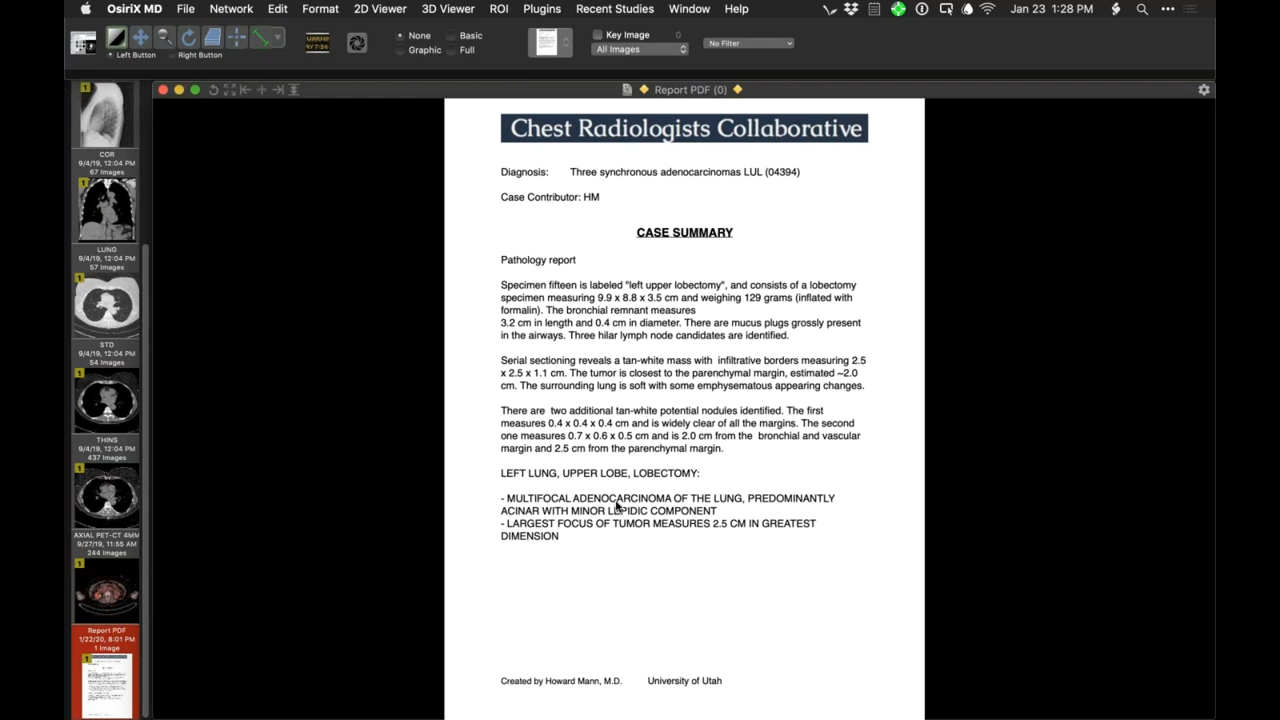 OsiriX MD File Network Edit Format 2D Viewer 3D Viewer ROI Plugins Recent Studies Window Help Jan 23 1:28 PM
None Basic
Graphic Full
Left Button Right Button
Key Image 0
All Images
No Filter
Report PDF (0)
1
COR
9/4/19, 12:04 PM
67 Images
1
LUNG
9/4/19, 12:04 PM
57 Images
1
STD
9/4/19, 12:04 PM
54 Images
1
THINS
9/4/19, 12:04 PM
437 Images
1
AXIAL PET-CT 4MM
9/27/19, 11:55 AM
244 Images
1
Report PDF
1/22/20, 8:01 PM
1 Image
1
Chest Radiologists Collaborative
Diagnosis: Three synchronous adenocarcinomas LUL (04394)
Case Contributor: HM
CASE SUMMARY
Pathology report
Specimen fifteen is labeled "left upper lobectomy", and consists of a lobectomy
specimen measuring 9.9 x 8.8 x 3.5 cm and weighing 129 grams (inflated with
formalin). The bronchial remnant measures
3.2 cm in length and 0.4 cm in diameter. There are mucus plugs grossly present
in the airways. Three hilar lymph node candidates are identified.
Serial sectioning reveals a tan-white mass with infiltrative borders measuring 2.5
x 2.5 x 1.1 cm. The tumor is closest to the parenchymal margin, estimated ~2.0
cm. The surrounding lung is soft with some emphysematous appearing changes.
There are two additional tan-white potential nodules identified. The first
measures 0.4 x 0.4 x 0.4 cm and is widely clear of all the margins. The second
one measures 0.7 x 0.6 x 0.5 cm and is 2.0 cm from the bronchial and vascular
margin and 2.5 cm from the parenchymal margin.
LEFT LUNG, UPPER LOBE, LOBECTOMY:
- MULTIFOCAL ADENOCARCINOMA OF THE LUNG, PREDOMINANTLY
ACINAR WITH MINOR LEPIDIC COMPONENT
- LARGEST FOCUS OF TUMOR MEASURES 2.5 CM IN GREATEST
DIMENSION
Created by Howard Mann, M.D. University of Utah